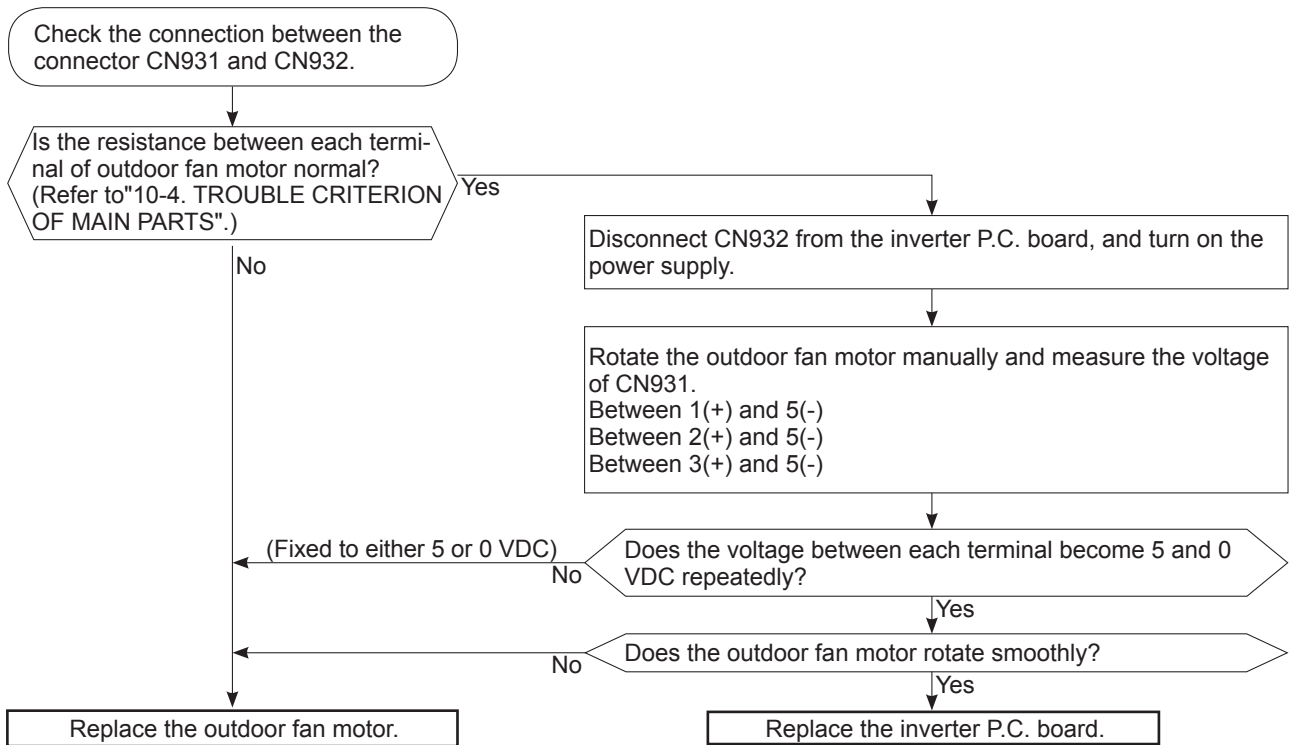 Check the connection between the
connector CN931 and CN932.
Is the resistance between each termi-
nal of outdoor fan motor normal?
(Refer to"10-4. TROUBLE CRITERION
OF MAIN PARTS".)
Yes
No
Disconnect CN932 from the inverter P.C. board, and turn on the
power supply.
Rotate the outdoor fan motor manually and measure the voltage
of CN931.
Between 1(+) and 5(-)
Between 2(+) and 5(-)
Between 3(+) and 5(-)
(Fixed to either 5 or 0 VDC)
No
Does the voltage between each terminal become 5 and 0
VDC repeatedly?
Yes
No
Does the outdoor fan motor rotate smoothly?
Yes
Replace the outdoor fan motor.
Replace the inverter P.C. board.